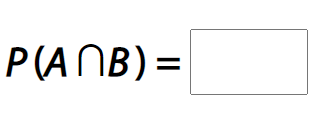 P(A∩B) =